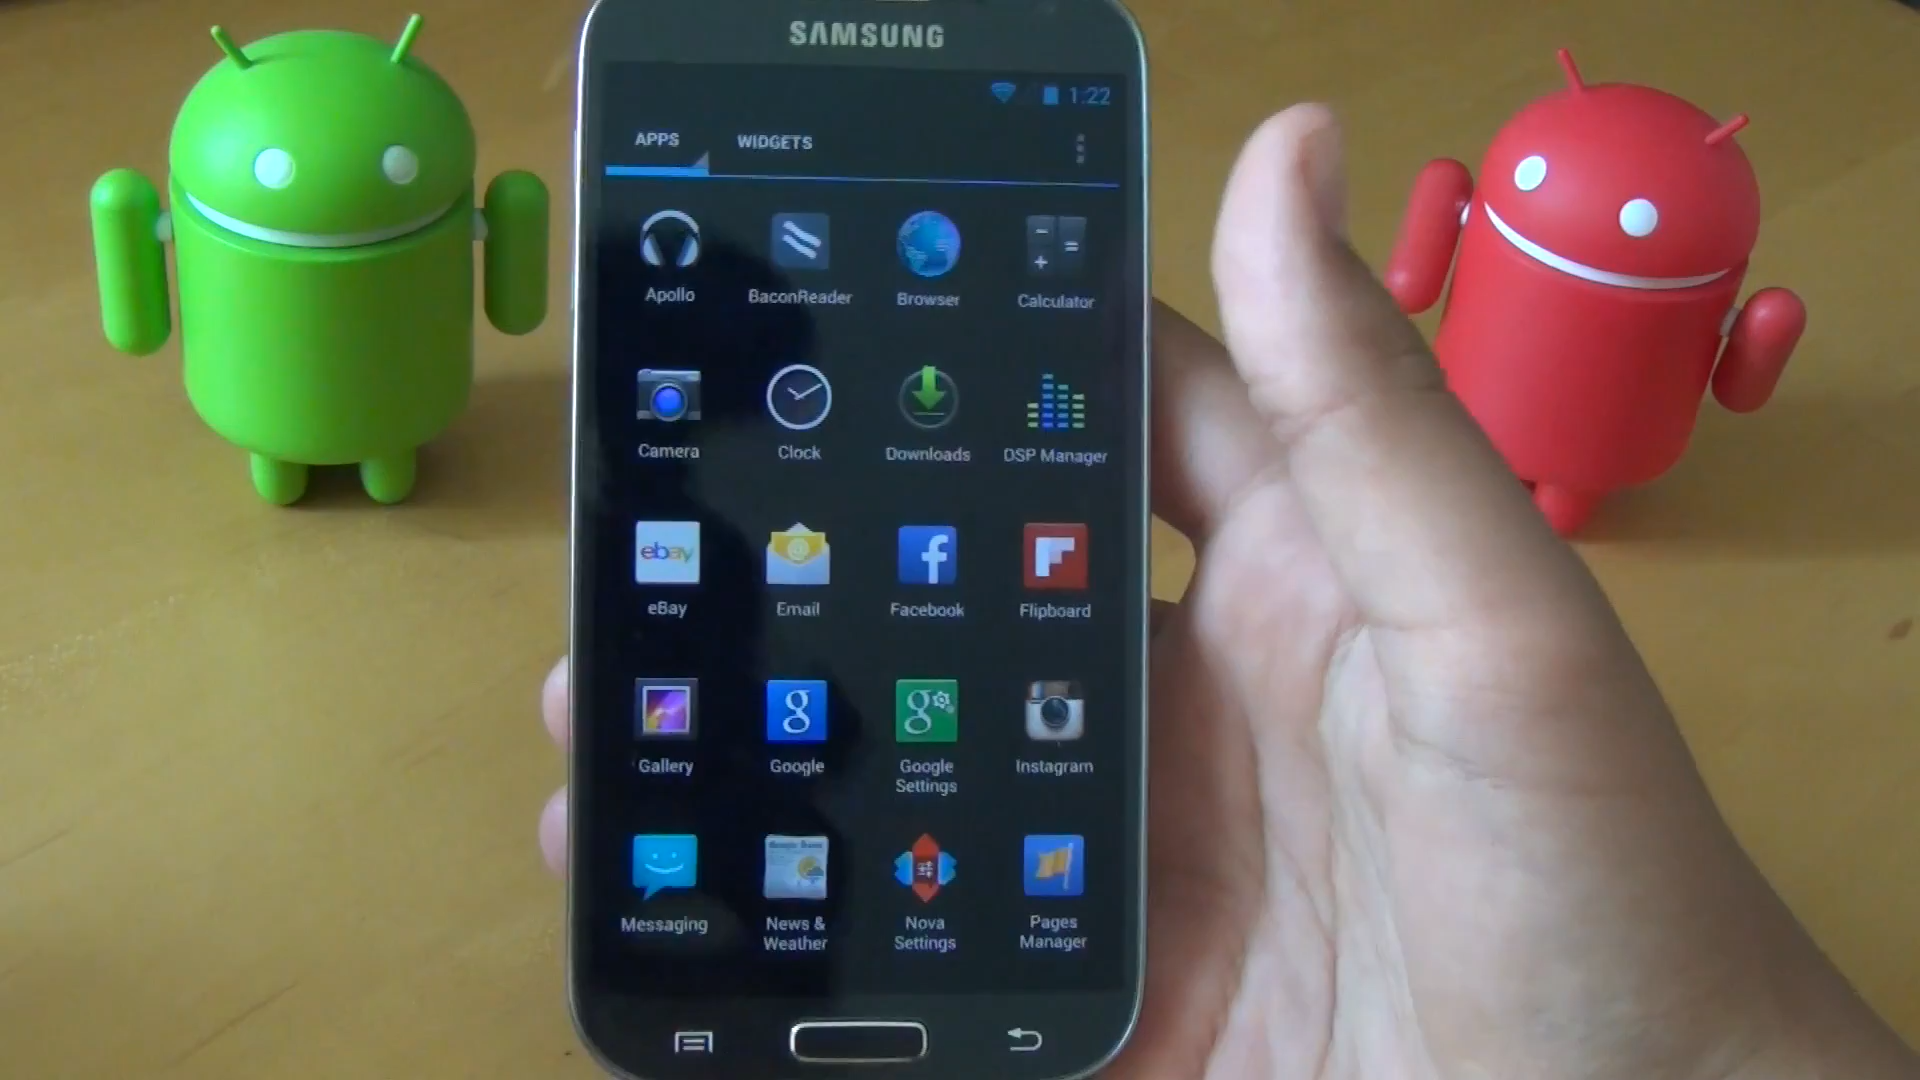 SAMSUNG
1:22
APPS WIDGETS
Apollo BaconReader Browser Calculator
Camera Clock Downloads DSP Manager
ebay
eBay Email Facebook Flipboard
g g
Gallery Google Google Settings Instagram
Messaging News & Weather Nova Settings Pages Manager